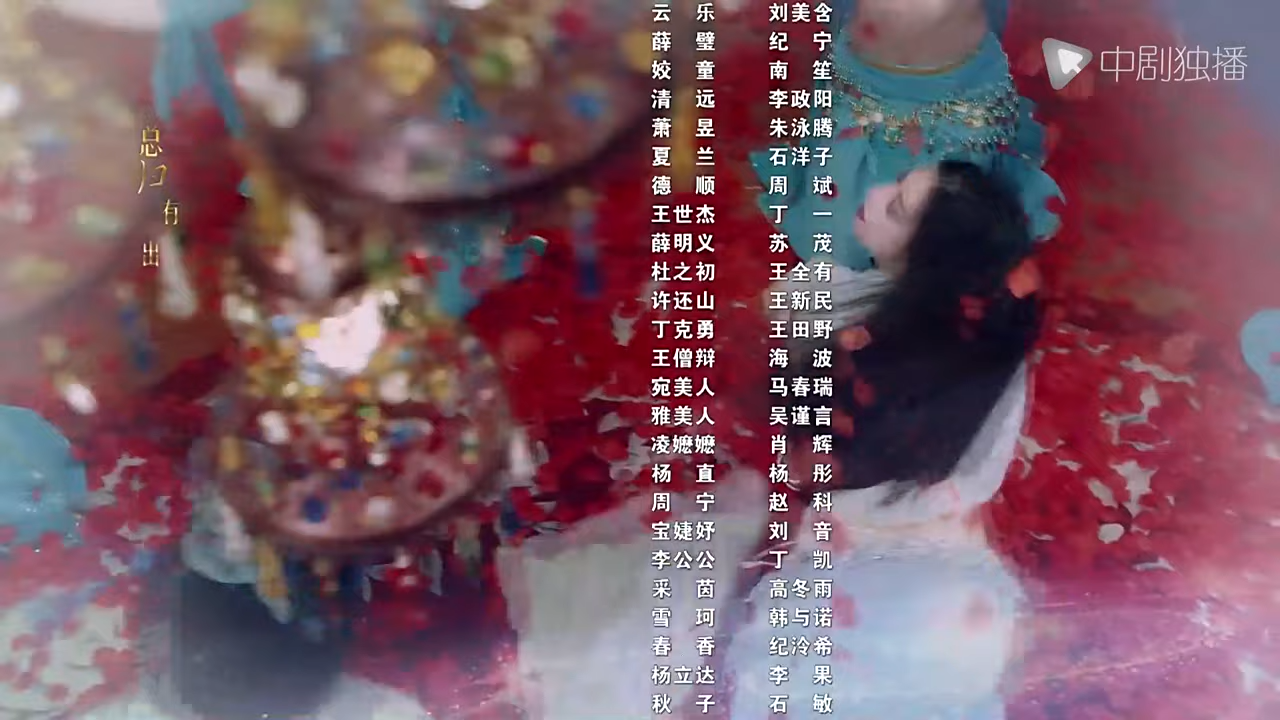 中剧独播
总归有出
云乐 刘美含
薛璧 纪宁
姣童 南笙
清远 李政阳
萧昱 朱泳腾
夏兰 石洋子
德顺 周斌
王世杰 丁一
薛明义 苏茂
杜之初 王全有
许还山 王新民
丁克勇 王田野
王僧辩 海波
宛美人 马春瑞
雅美人 吴谨言
凌嬷嬷 肖辉
杨直 杨彤
周宁 赵科
宝婕妤 刘音
李公公 丁凯
采茵 高冬雨
雪珂 韩与诺
春香 纪泠希
杨立达 李果
秋子 石敏